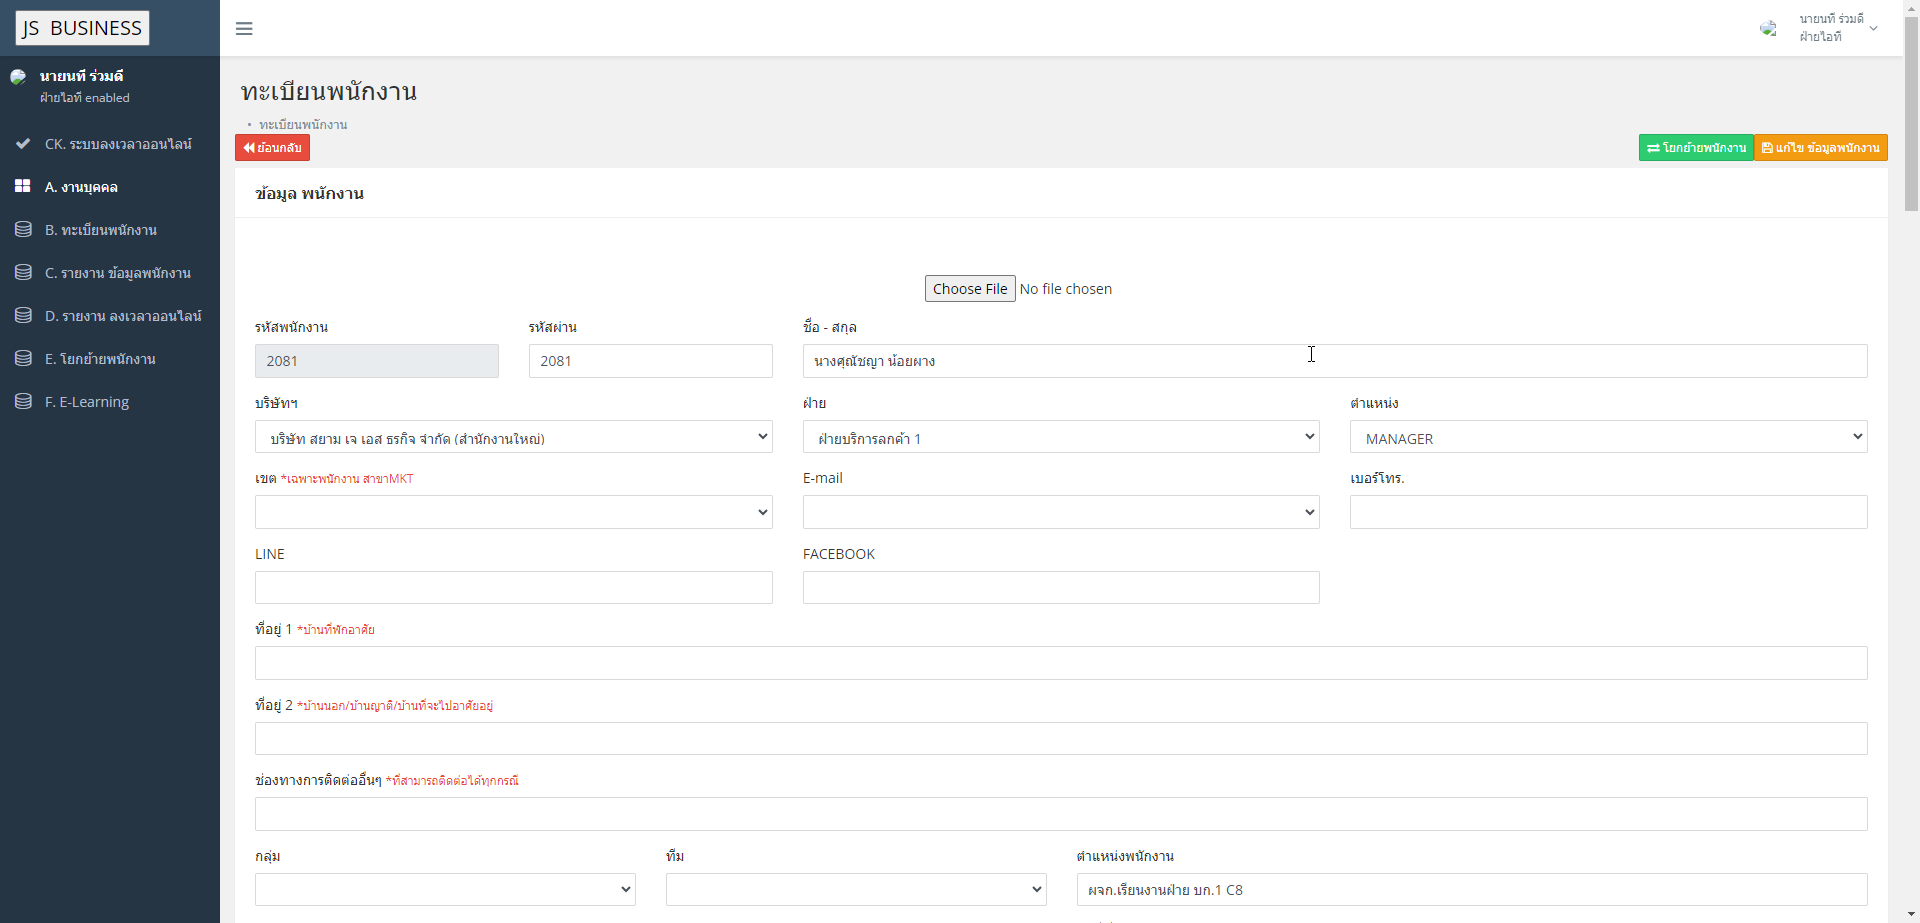 JS BUSINESS
นายนที ร่วมดี
ฝ่ายไอที
นายนที ร่วมดี
ฝ่ายไอที enabled
CK. ระบบลงเวลาออนไลน์
A. งานบุคคล
B. ทะเบียนพนักงาน
C. รายงาน ข้อมูลพนักงาน
D. รายงาน ลงเวลาออนไลน์
E. โยกย้ายพนักงาน
F. E-Learning
ทะเบียนพนักงาน
• ทะเบียนพนักงาน
ย้อนกลับ
โยกย้ายพนักงาน
แก้ไข ข้อมูลพนักงาน
ข้อมูล พนักงาน
Choose File No file chosen
รหัสพนักงาน รหัสผ่าน ชื่อ - สกุล
2081 2081 นางศุณัชญา น้อยผาง
บริษัทฯ ฝ่าย ตำแหน่ง
บริษัท สยาม เจ เอส ธุรกิจ จำกัด (สำนักงานใหญ่) ฝ่ายบริการลูกค้า 1 MANAGER
เขต *เฉพาะพนักงาน สาขาMKT E-mail เบอร์โทร.
LINE FACEBOOK
ที่อยู่ 1 *บ้านที่พักอาศัย
ที่อยู่ 2 *บ้านนอก/บ้านญาติ/บ้านที่จะไปอาศัยอยู่
ช่องทางการติดต่ออื่นๆ *ที่สามารถติดต่อได้ทุกกรณี
กลุ่ม ทีม ตำแหน่งพนักงาน
ผจก.เรียนงานฝ่าย บก.1 C8